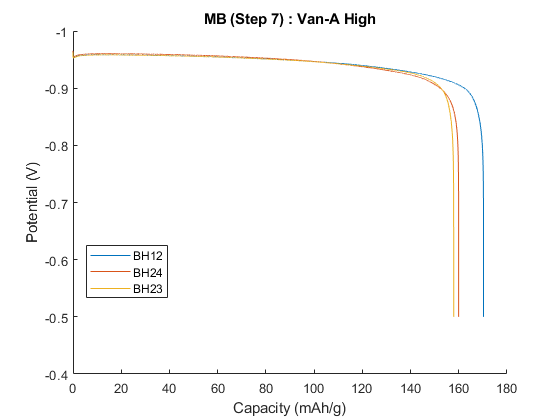 MB (Step 7) : Van-A High
-1
-0.9
-0.8
-0.7
-0.6
-0.5
-0.4
Potential (V)
BH12
BH24
BH23
0 20 40 60 80 100 120 140 160 180
Capacity (mAh/g)